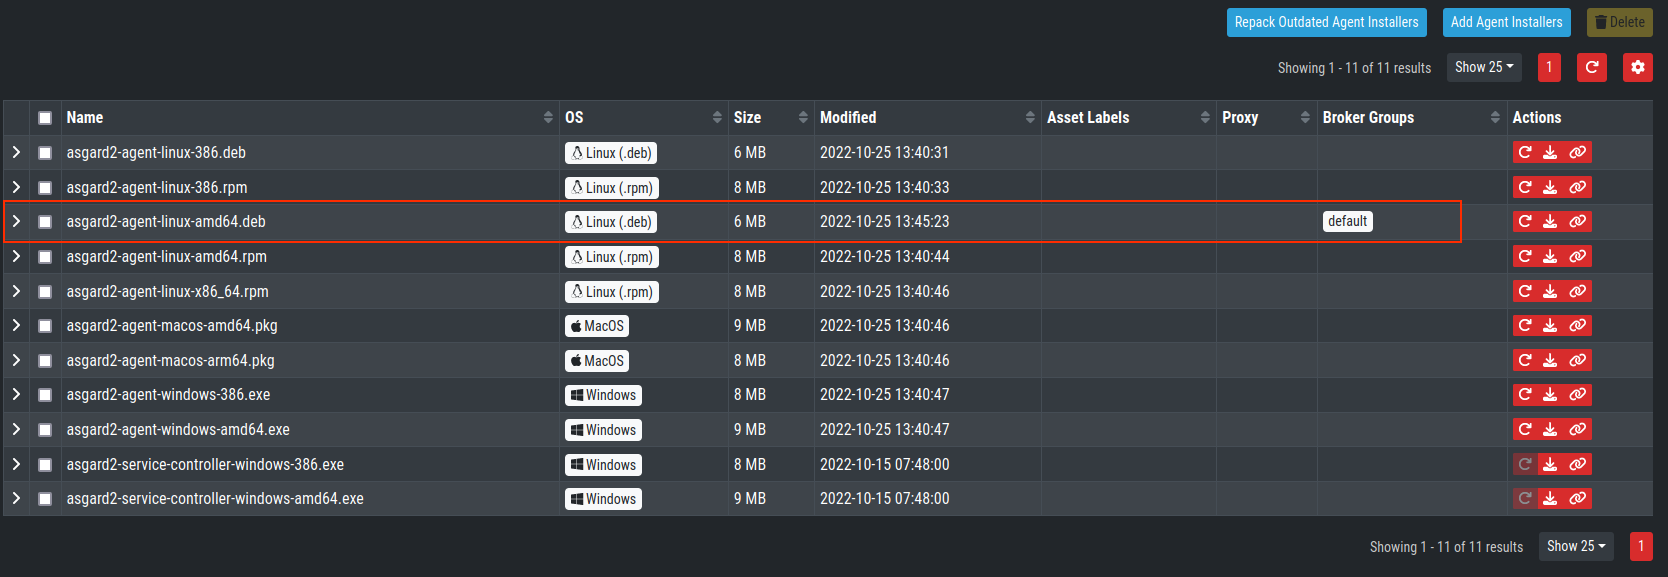 Repack Outdated Agent Installers Add Agent Installers Delete
Showing 1 - 11 of 11 results Show 25 1
Name OS Size Modified Asset Labels Proxy Broker Groups Actions
asgard2-agent-linux-386.deb Linux (.deb) 6 MB 2022-10-25 13:40:31
asgard2-agent-linux-386.rpm Linux (.rpm) 8 MB 2022-10-25 13:40:33
asgard2-agent-linux-amd64.deb Linux (.deb) 6 MB 2022-10-25 13:45:23 default
asgard2-agent-linux-amd64.rpm Linux (.rpm) 8 MB 2022-10-25 13:40:44
asgard2-agent-linux-x86_64.rpm Linux (.rpm) 8 MB 2022-10-25 13:40:46
asgard2-agent-macos-amd64.pkg MacOS 9 MB 2022-10-25 13:40:46
asgard2-agent-macos-arm64.pkg MacOS 8 MB 2022-10-25 13:40:46
asgard2-agent-windows-386.exe Windows 8 MB 2022-10-25 13:40:47
asgard2-agent-windows-amd64.exe Windows 9 MB 2022-10-25 13:40:47
asgard2-service-controller-windows-386.exe Windows 8 MB 2022-10-15 07:48:00
asgard2-service-controller-windows-amd64.exe Windows 9 MB 2022-10-15 07:48:00
Showing 1 - 11 of 11 results Show 25 1